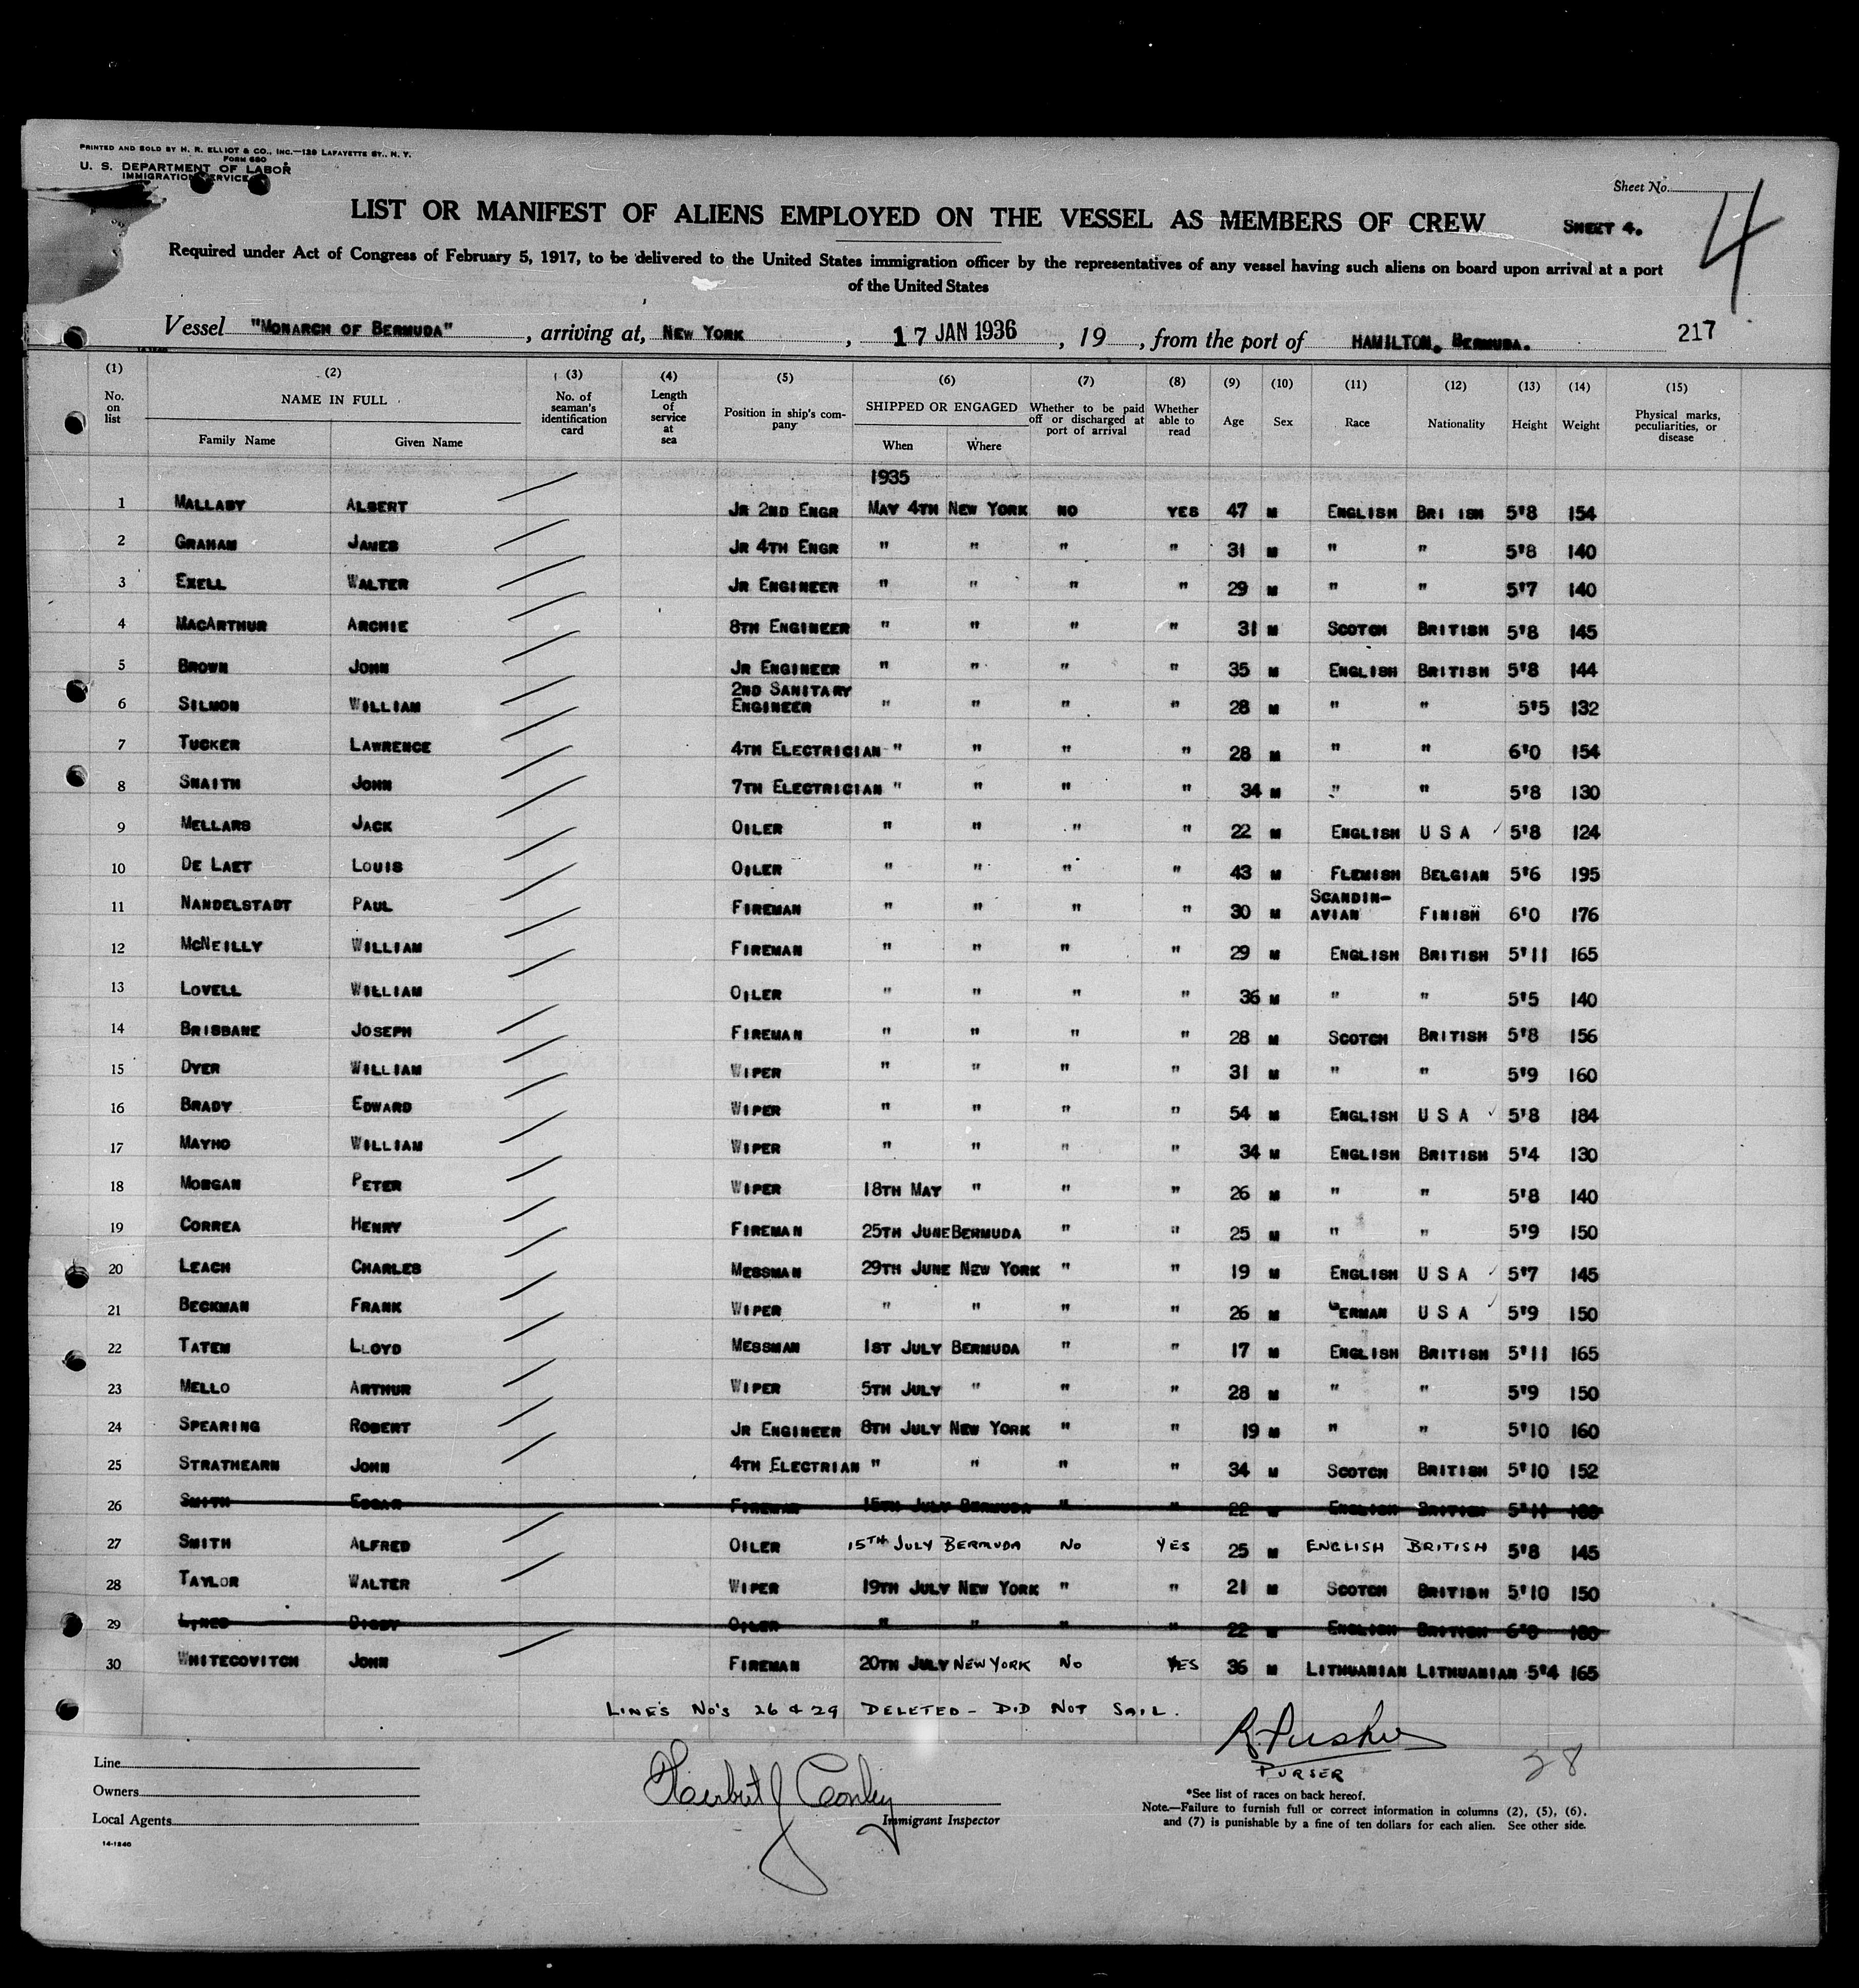 PRINTED AND SOLD BY H. R. ELLIOT & CO., INC.—129 LAFAYETTE ST., N. Y.
FORM 680
U. S. DEPARTMENT OF LABOR
IMMIGRATION SERVICE
Sheet No.
LIST OR MANIFEST OF ALIENS EMPLOYED ON THE VESSEL AS MEMBERS OF CREW
SHEET 4.
4
Required under Act of Congress of February 5, 1917, to be delivered to the United States immigration officer by the representatives of any vessel having such aliens on board upon arrival at a port
of the United States
Vessel "MONARCH OF BERMUDA", arriving at, NEW YORK, 17 JAN 1936, 19, from the port of HAMILTON, BERMUDA. 217
(1) (2) (3) (4) (5) (6) (7) (8) (9) (10) (11) (12) (13) (14) (15)
No. on list NAME IN FULL Family Name Given Name No. of seaman's identification card Length of service at sea Position in ship's company SHIPPED OR ENGAGED When Where Whether to be paid off or discharged at port of arrival Whether able to read Age Sex Race Nationality Height Weight Physical marks, peculiarities, or disease
1935
1 MALLABY ALBERT JR 2ND ENGR MAY 4TH NEW YORK NO YES 47 M ENGLISH BRI ISH 5'8 154
2 GRAHAM JAMES JR 4TH ENGR " " " " 31 M " " 5'8 140
3 EXELL WALTER JR ENGINEER " " " " 29 M " " 5'7 140
4 MACARTHUR ARCHIE 8TH ENGINEER " " " " 31 M SCOTCH BRITISH 5'8 145
5 BROWN JOHN JR ENGINEER " " " " 35 M ENGLISH BRITISH 5'8 144
6 SILMON WILLIAM 2ND SANITARY ENGINEER " " " " 28 M " " 5'5 132
7 TUCKER LAWRENCE 4TH ELECTRICIAN " " " " 28 M " " 6'0 154
8 SNAITH JOHN 7TH ELECTRICIAN " " " " 34 M " " 5'8 130
9 MELLARS JACK OILER " " " " 22 M ENGLISH U S A ✓ 5'8 124
10 DE LAET LOUIS OILER " " " " 43 M FLEMISH BELGIAN 5'6 195
11 NANDELSTADT PAUL FIREMAN " " " " 30 M SCANDIN-AVIAN FINISH 6'0 176
12 MCNEILLY WILLIAM FIREMAN " " " " 29 M ENGLISH BRITISH 5'11 165
13 LOVELL WILLIAM OILER " " " " 36 M " " 5'5 140
14 BRISBANE JOSEPH FIREMAN " " " " 28 M SCOTCH BRITISH 5'8 156
15 DYER WILLIAM WIPER " " " " 31 M " " 5'9 160
16 BRADY EDWARD WIPER " " " " 54 M ENGLISH U S A ✓ 5'8 184
17 MAYHO WILLIAM WIPER " " " " 34 M ENGLISH BRITISH 5'4 130
18 MORGAN PETER WIPER 18TH MAY " " " 26 M " " 5'8 140
19 CORREA HENRY FIREMAN 25TH JUNE BERMUDA " " 25 M " " 5'9 150
20 LEACH CHARLES MESSMAN 29TH JUNE NEW YORK " " 19 M ENGLISH U S A ✓ 5'7 145
21 BECKMAN FRANK WIPER " " " " 26 M GERMAN U S A ✓ 5'9 150
22 TATEM LLOYD MESSMAN 1ST JULY BERMUDA " " 17 M ENGLISH BRITISH 5'11 165
23 MELLO ARTHUR WIPER 5TH JULY " " " 28 M " " 5'9 150
24 SPEARING ROBERT JR ENGINEER 8TH JULY NEW YORK " " 19 M " " 5'10 160
25 STRATHEARN JOHN 4TH ELECTRIAN " " " " 34 M SCOTCH BRITISH 5'10 152
26 SMITH EDGAR FIREMAN 15TH JULY BERMUDA " " 22 M ENGLISH BRITISH 5'11
27 SMITH ALFRED OILER 15TH JULY BERMUDA NO YES 25 M ENGLISH BRITISH 5'8 145
28 TAYLOR WALTER WIPER 19TH JULY NEW YORK " " 21 M SCOTCH BRITISH 5'10 150
29 OILER " " " " 22 M ENGLISH BRITISH 6'0
30 WHITECOVITCH JOHN FIREMAN 20TH JULY NEW YORK NO YES 36 M LITHUANIAN LITHUANIAN 5'4 165
LINES NO'S 26 & 29 DELETED - DID NOT SAIL.
PURSER
28
Line
Owners
Local Agents
Herbert J Conley
Immigrant Inspector
*See list of races on back hereof.
Note.—Failure to furnish full or correct information in columns (2), (5), (6),
and (7) is punishable by a fine of ten dollars for each alien. See other side.
14-1240